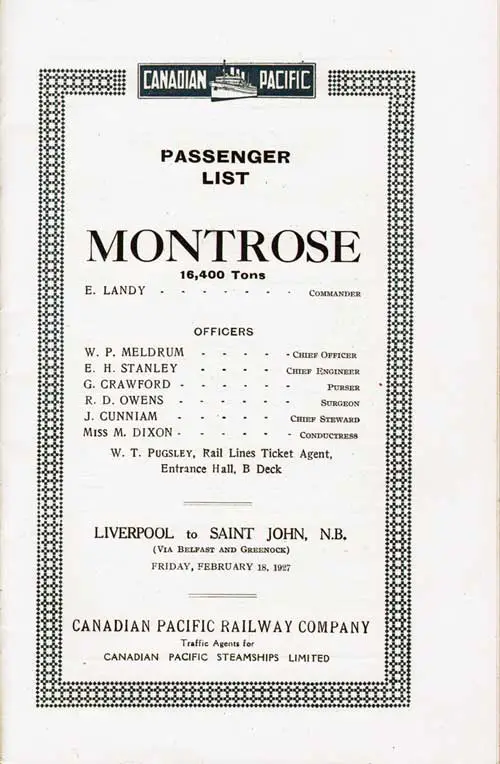 CANADIAN PACIFIC
PASSENGER
LIST
MONTROSE
16,400 Tons
E. LANDY - - - - - - - COMMANDER
OFFICERS
W. P. MELDRUM - - - - - CHIEF OFFICER
E. H. STANLEY - - - - CHIEF ENGINEER
G. CRAWFORD - - - - - - PURSER
R. D. OWENS - - - - - - SURGEON
J. CUNNIAM - - - - - CHIEF STEWARD
MISS M. DIXON - - - - - - CONDUCTRESS
W. T. PUGSLEY, Rail Lines Ticket Agent,
Entrance Hall, B Deck
LIVERPOOL to SAINT JOHN, N.B.
(VIA BELFAST AND GREENOCK)
FRIDAY, FEBRUARY 18, 1927
CANADIAN PACIFIC RAILWAY COMPANY
Traffic Agents for
CANADIAN PACIFIC STEAMSHIPS LIMITED